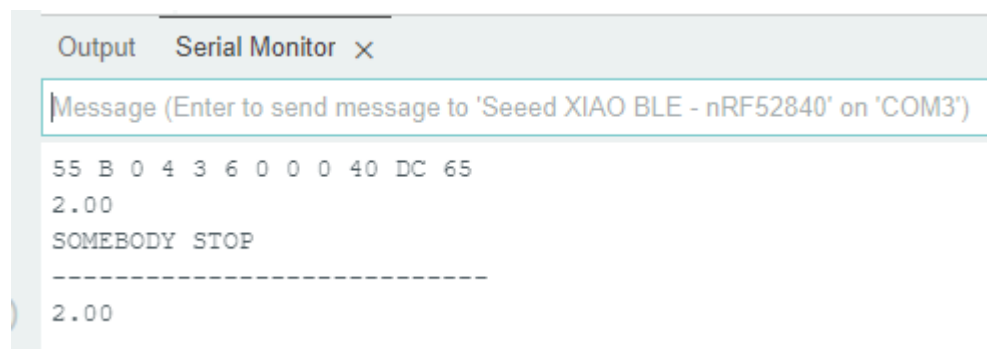 Output Serial Monitor ×
Message (Enter to send message to 'Seeed XIAO BLE - nRF52840' on 'COM3')
55 B 0 4 3 6 0 0 0 40 DC 65
2.00
SOMEBODY STOP
-----------------------------
2.00